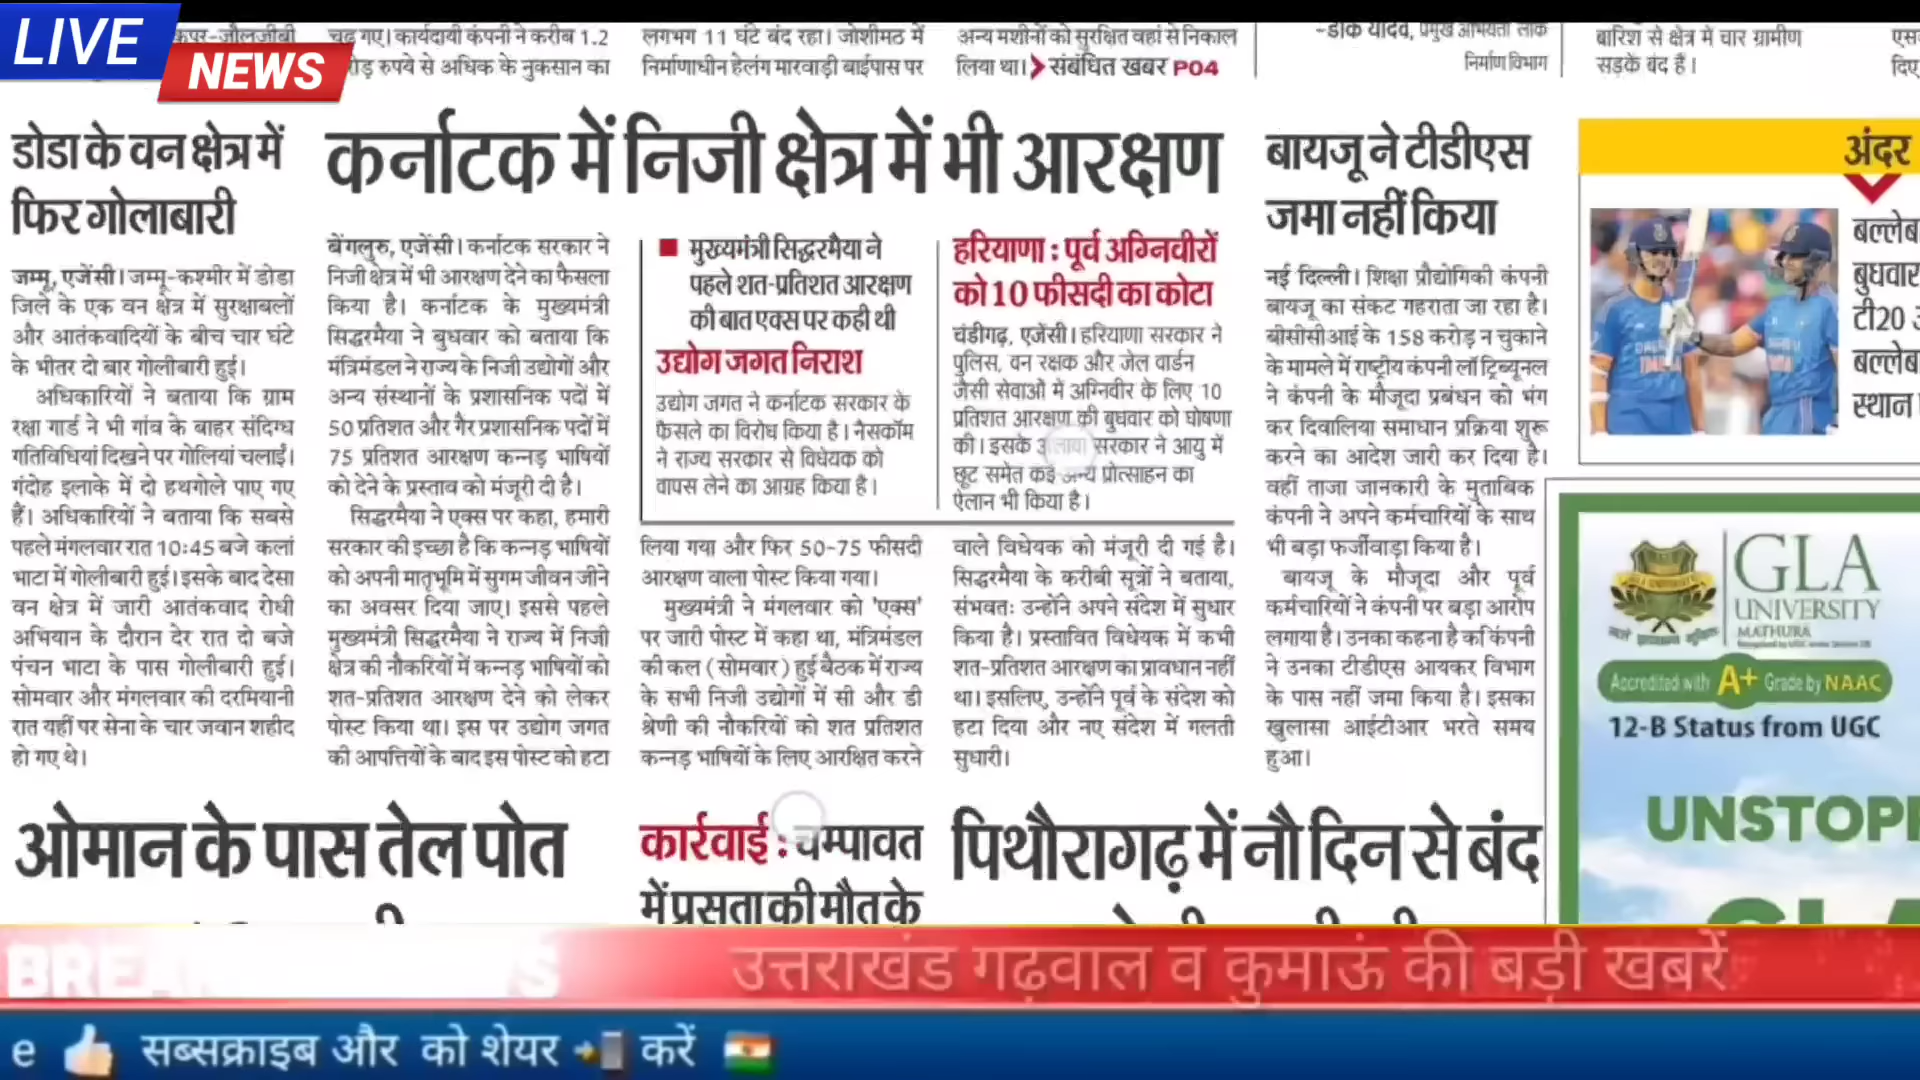 LIVE
NEWS
चढ़ गए। कार्यदायी कंपनी ने करीब 1.2
रुपये से अधिक के नुकसान का
लगभग 11 घंटे बंद रहा। जोशीमठ में
निर्माणाधीन हेलंग मारवाड़ी बाईपास पर
अन्य मशीनों को सुरक्षित वहां से निकाल
लिया था। संबंधित खबर P04
निर्माण विभाग
बारिश से क्षेत्र में चार ग्रामीण
सड़कें बंद हैं।
डोडा के वन क्षेत्र में
फिर गोलाबारी
जम्मू, एजेंसी। जम्मू-कश्मीर में डोडा
जिले के एक वन क्षेत्र में सुरक्षाबलों
और आतंकवादियों के बीच चार घंटे
के भीतर दो बार गोलीबारी हुई।
अधिकारियों ने बताया कि ग्राम
रक्षा गार्ड ने भी गांव के बाहर संदिग्ध
गतिविधियां दिखने पर गोलियां चलाईं।
गंदोह इलाके में दो हथगोले पाए गए
हैं। अधिकारियों ने बताया कि सबसे
पहले मंगलवार रात 10:45 बजे कलां
भाटा में गोलीबारी हुई। इसके बाद देसा
वन क्षेत्र में जारी आतंकवाद रोधी
अभियान के दौरान देर रात दो बजे
पंचन भाटा के पास गोलीबारी हुई।
सोमवार और मंगलवार की दरमियानी
रात यहीं पर सेना के चार जवान शहीद
हो गए थे।
कर्नाटक में निजी क्षेत्र में भी आरक्षण
बेंगलुरु, एजेंसी। कर्नाटक सरकार ने
निजी क्षेत्र में भी आरक्षण देने का फैसला
किया है। कर्नाटक के मुख्यमंत्री
सिद्धरमैया ने बुधवार को बताया कि
मंत्रिमंडल ने राज्य के निजी उद्योगों और
अन्य संस्थानों के प्रशासनिक पदों में
50 प्रतिशत और गैर प्रशासनिक पदों में
75 प्रतिशत आरक्षण कन्नड़ भाषियों
को देने के प्रस्ताव को मंजूरी दी है।
सिद्धरमैया ने एक्स पर कहा, हमारी
सरकार की इच्छा है कि कन्नड़ भाषियों
को अपनी मातृभूमि में सुगम जीवन जीने
का अवसर दिया जाए। इससे पहले
मुख्यमंत्री सिद्धरमैया ने राज्य में निजी
क्षेत्र की नौकरियों में कन्नड़ भाषियों को
शत-प्रतिशत आरक्षण देने को लेकर
पोस्ट किया था। इस पर उद्योग जगत
की आपत्तियों के बाद इस पोस्ट को हटा
मुख्यमंत्री सिद्धरमैया ने
पहले शत-प्रतिशत आरक्षण
की बात एक्स पर कही थी
उद्योग जगत निराश
उद्योग जगत ने कर्नाटक सरकार के
फैसले का विरोध किया है। नैसकॉम
ने राज्य सरकार से विधेयक को
वापस लेने का आग्रह किया है।
हरियाणा : पूर्व अग्निवीरों
को 10 फीसदी का कोटा
चंडीगढ़, एजेंसी। हरियाणा सरकार ने
पुलिस, वन रक्षक और जेल वार्डन
जैसी सेवाओं में अग्निवीर के लिए 10
प्रतिशत आरक्षण की बुधवार को घोषणा
की। इसके अलावा सरकार ने आयु में
छूट समेत कई अन्य प्रोत्साहन का
ऐलान भी किया है।
लिया गया और फिर 50-75 फीसदी
आरक्षण वाला पोस्ट किया गया।
मुख्यमंत्री ने मंगलवार को 'एक्स'
पर जारी पोस्ट में कहा था, मंत्रिमंडल
की कल (सोमवार) हुई बैठक में राज्य
के सभी निजी उद्योगों में सी और डी
श्रेणी की नौकरियों को शत प्रतिशत
कन्नड़ भाषियों के लिए आरक्षित करने
वाले विधेयक को मंजूरी दी गई है।
सिद्धरमैया के करीबी सूत्रों ने बताया,
संभवतः उन्होंने अपने संदेश में सुधार
किया है। प्रस्तावित विधेयक में कभी
शत-प्रतिशत आरक्षण का प्रावधान नहीं
था। इसलिए, उन्होंने पूर्व के संदेश को
हटा दिया और नए संदेश में गलती
सुधारी।
बायजू ने टीडीएस
जमा नहीं किया
नई दिल्ली। शिक्षा प्रौद्योगिकी कंपनी
बायजू का संकट गहराता जा रहा है।
बीसीसीआई के 158 करोड़ न चुकाने
के मामले में राष्ट्रीय कंपनी लॉ ट्रिब्यूनल
ने कंपनी के मौजूदा प्रबंधन को भंग
कर दिवालिया समाधान प्रक्रिया शुरू
करने का आदेश जारी कर दिया है।
वहीं ताजा जानकारी के मुताबिक
कंपनी ने अपने कर्मचारियों के साथ
भी बड़ा फर्जीवाड़ा किया है।
बायजू के मौजूदा और पूर्व
कर्मचारियों ने कंपनी पर बड़ा आरोप
लगाया है। उनका कहना है कि कंपनी
ने उनका टीडीएस आयकर विभाग
के पास नहीं जमा किया है। इसका
खुलासा आईटीआर भरते समय
हुआ।
अंदर
बल्लेब
बुधवार
टी20 अ
बल्लेब
स्थान
GLA
UNIVERSITY
MATHURA
Accredited with A+ Grade by NAAC
12-B Status from UGC
UNSTOP
ओमान के पास तेल पोत
कार्रवाई : चम्पावत
में प्रसूता की मौत के
पिथौरागढ़ में नौ दिन से बंद
उत्तराखंड गढ़वाल व कुमाऊं की बड़ी खबरें
e 👍 सब्सक्राइब और को शेयर 📲 करें 🇮🇳